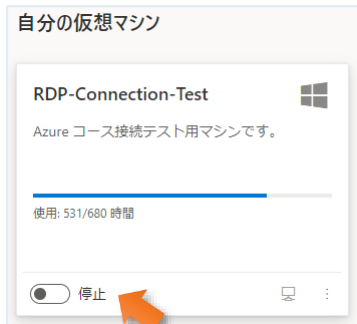 自分の仮想マシン
RDP-Connection-Test
Azure コース接続テスト用マシンです。
使用: 531/680 時間
停止